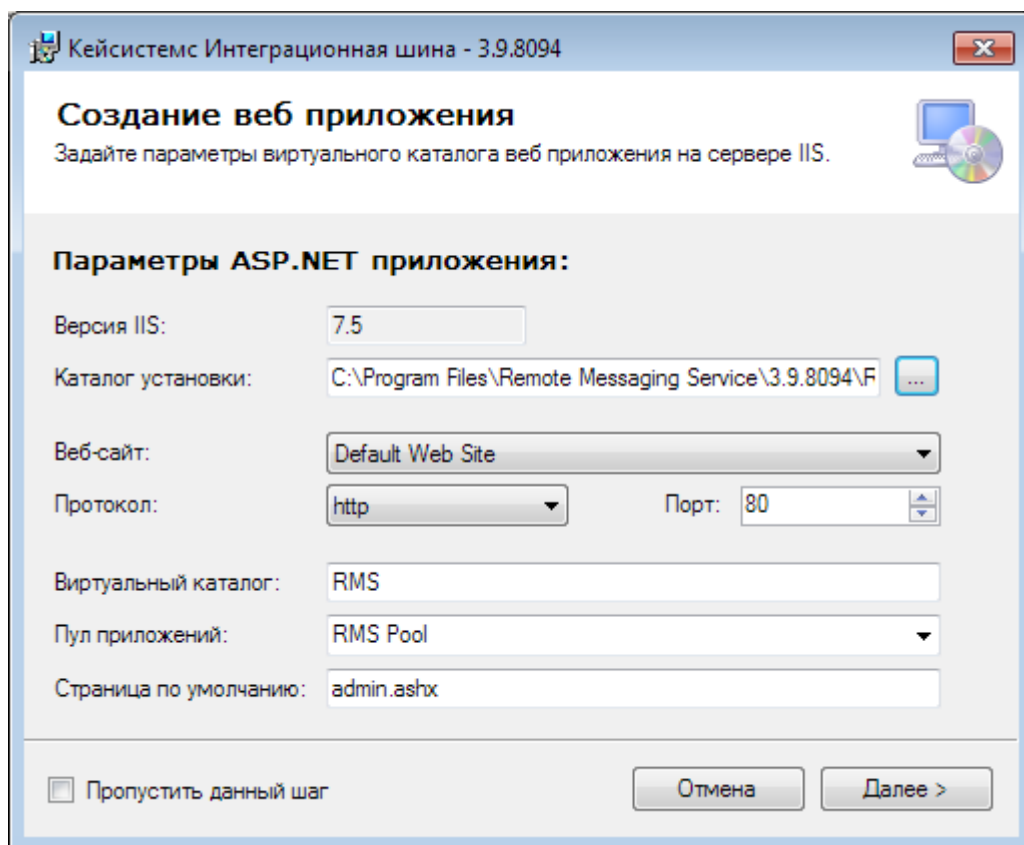 Кейсистемс Интеграционная шина - 3.9.8094
Создание веб приложения
Задайте параметры виртуального каталога веб приложения на сервере IIS.
Параметры ASP.NET приложения:
Версия IIS: 7.5
Каталог установки: C:\Program Files\Remote Messaging Service\3.9.8094\F ...
Веб-сайт: Default Web Site
Протокол: http Порт: 80
Виртуальный каталог: RMS
Пул приложений: RMS Pool
Страница по умолчанию: admin.ashx
Пропустить данный шаг Отмена Далее >